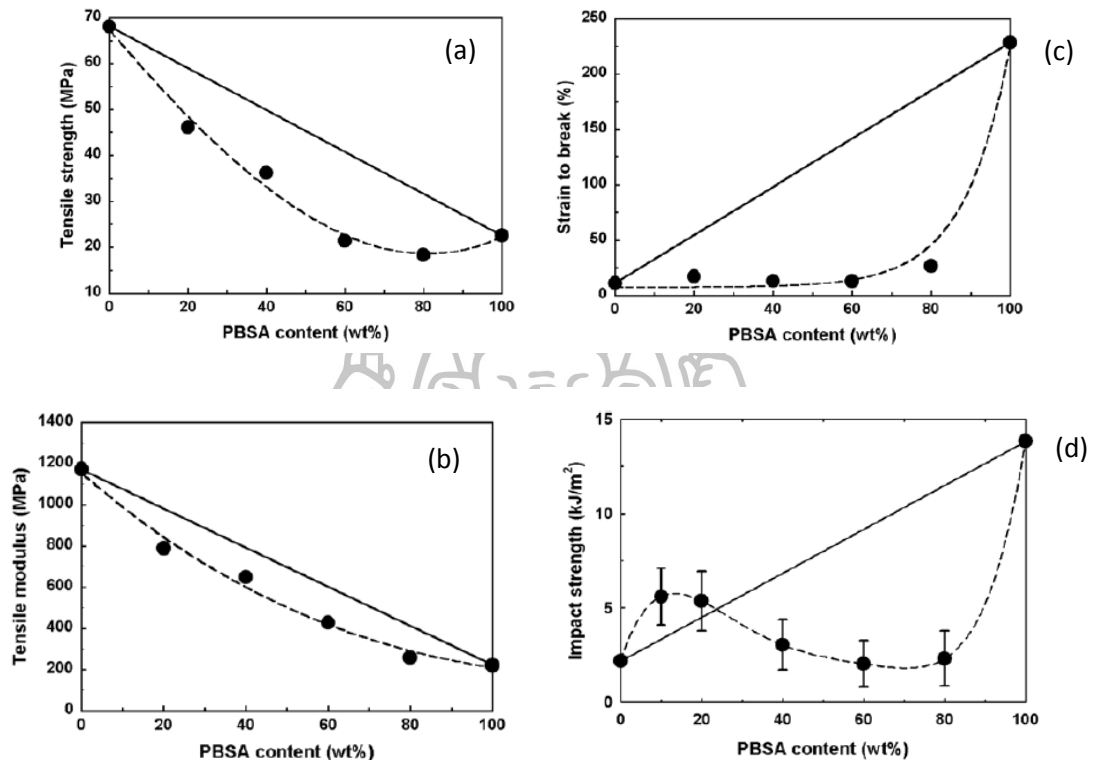 (a)
Tensile strength (MPa)
70
60
50
40
30
20
10
0 20 40 60 80 100
PBSA content (wt%)
(c)
Strain to break (%)
250
200
150
100
50
0
0 20 40 60 80 100
PBSA content (wt%)
(b)
Tensile modulus (MPa)
1400
1200
1000
800
600
400
200
0
0 20 40 60 80 100
PBSA content (wt%)
(d)
Impact strength (kJ/m²)
15
10
5
0
0 20 40 60 80 100
PBSA content (wt%)